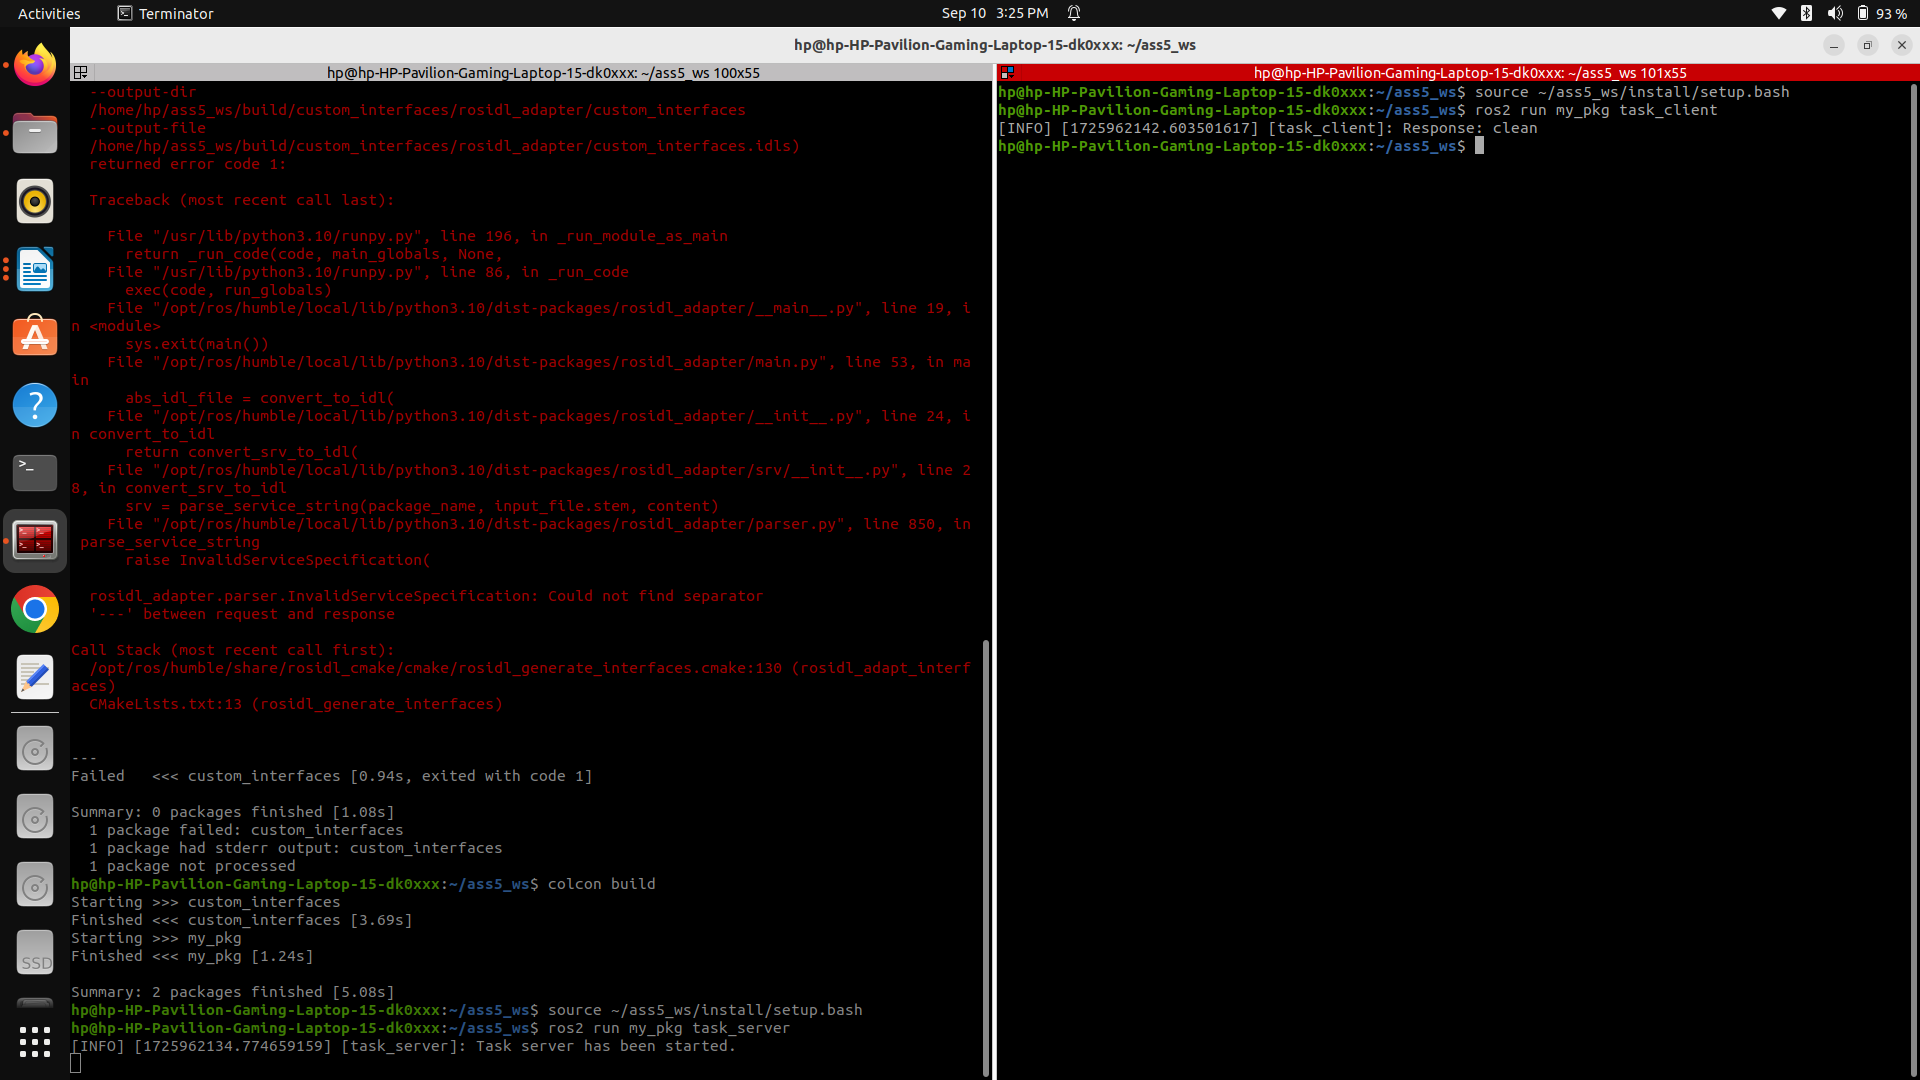 Activities
Terminator
Sep 10 3:25 PM
93 %
hp@hp-HP-Pavilion-Gaming-Laptop-15-dk0xxx: ~/ass5_ws
hp@hp-HP-Pavilion-Gaming-Laptop-15-dk0xxx: ~/ass5_ws 100x55
--output-dir
/home/hp/ass5_ws/build/custom_interfaces/rosidl_adapter/custom_interfaces
--output-file
/home/hp/ass5_ws/build/custom_interfaces/rosidl_adapter/custom_interfaces.idls)
returned error code 1:
Traceback (most recent call last):
File "/usr/lib/python3.10/runpy.py", line 196, in _run_module_as_main
return _run_code(code, main_globals, None,
File "/usr/lib/python3.10/runpy.py", line 86, in _run_code
exec(code, run_globals)
File "/opt/ros/humble/local/lib/python3.10/dist-packages/rosidl_adapter/__main__.py", line 19, i
n <module>
sys.exit(main())
File "/opt/ros/humble/local/lib/python3.10/dist-packages/rosidl_adapter/main.py", line 53, in ma
in
abs_idl_file = convert_to_idl(
File "/opt/ros/humble/local/lib/python3.10/dist-packages/rosidl_adapter/__init__.py", line 24, i
n convert_to_idl
return convert_srv_to_idl(
File "/opt/ros/humble/local/lib/python3.10/dist-packages/rosidl_adapter/srv/__init__.py", line 2
8, in convert_srv_to_idl
srv = parse_service_string(package_name, input_file.stem, content)
File "/opt/ros/humble/local/lib/python3.10/dist-packages/rosidl_adapter/parser.py", line 850, in
parse_service_string
raise InvalidServiceSpecification(
rosidl_adapter.parser.InvalidServiceSpecification: Could not find separator
'---' between request and response
Call Stack (most recent call first):
/opt/ros/humble/share/rosidl_cmake/cmake/rosidl_generate_interfaces.cmake:130 (rosidl_adapt_interf
aces)
CMakeLists.txt:13 (rosidl_generate_interfaces)
---
Failed   <<< custom_interfaces [0.94s, exited with code 1]
Summary: 0 packages finished [1.08s]
1 package failed: custom_interfaces
1 package had stderr output: custom_interfaces
1 package not processed
hp@hp-HP-Pavilion-Gaming-Laptop-15-dk0xxx:~/ass5_ws$ colcon build
Starting >>> custom_interfaces
Finished <<< custom_interfaces [3.69s]
Starting >>> my_pkg
Finished <<< my_pkg [1.24s]
Summary: 2 packages finished [5.08s]
hp@hp-HP-Pavilion-Gaming-Laptop-15-dk0xxx:~/ass5_ws$ source ~/ass5_ws/install/setup.bash
hp@hp-HP-Pavilion-Gaming-Laptop-15-dk0xxx:~/ass5_ws$ ros2 run my_pkg task_server
[INFO] [1725962134.774659159] [task_server]: Task server has been started.
hp@hp-HP-Pavilion-Gaming-Laptop-15-dk0xxx: ~/ass5_ws 101x55
hp@hp-HP-Pavilion-Gaming-Laptop-15-dk0xxx:~/ass5_ws$ source ~/ass5_ws/install/setup.bash
hp@hp-HP-Pavilion-Gaming-Laptop-15-dk0xxx:~/ass5_ws$ ros2 run my_pkg task_client
[INFO] [1725962142.603501617] [task_client]: Response: clean
hp@hp-HP-Pavilion-Gaming-Laptop-15-dk0xxx:~/ass5_ws$
SSD